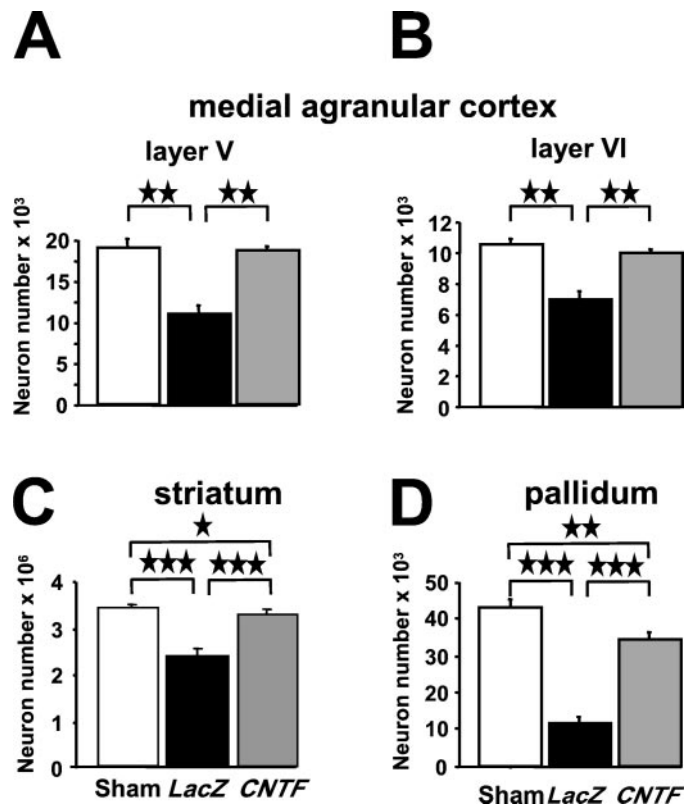 A
B
medial agranular cortex
layer V
layer VI
★★ ★★
★★ ★★
Neuron number x 10³
20
15
10
5
0
Neuron number x 10³
12
10
8
6
4
2
0
C
striatum
D
pallidum
★
★★★ ★★★
★★
★★★ ★★★
Neuron number x 10⁶
4
3
2
1
0
Sham LacZ CNTF
Neuron number x 10³
50
40
30
20
10
0
Sham LacZ CNTF